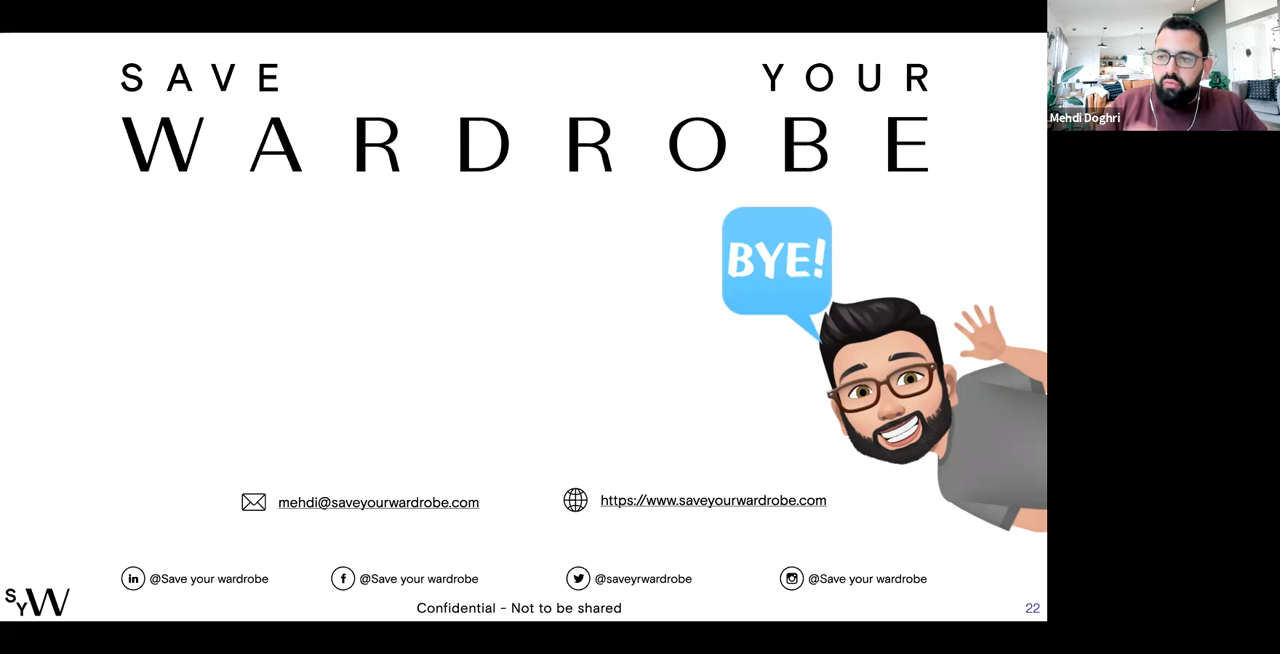 SAVE YOUR
WARDROBE
BYE!
mehdi@saveyourwardrobe.com
https://www.saveyourwardrobe.com
@Save your wardrobe
@Save your wardrobe
@saveyrwardrobe
@Save your wardrobe
SYW
Confidential - Not to be shared
22
Mehdi Doghri